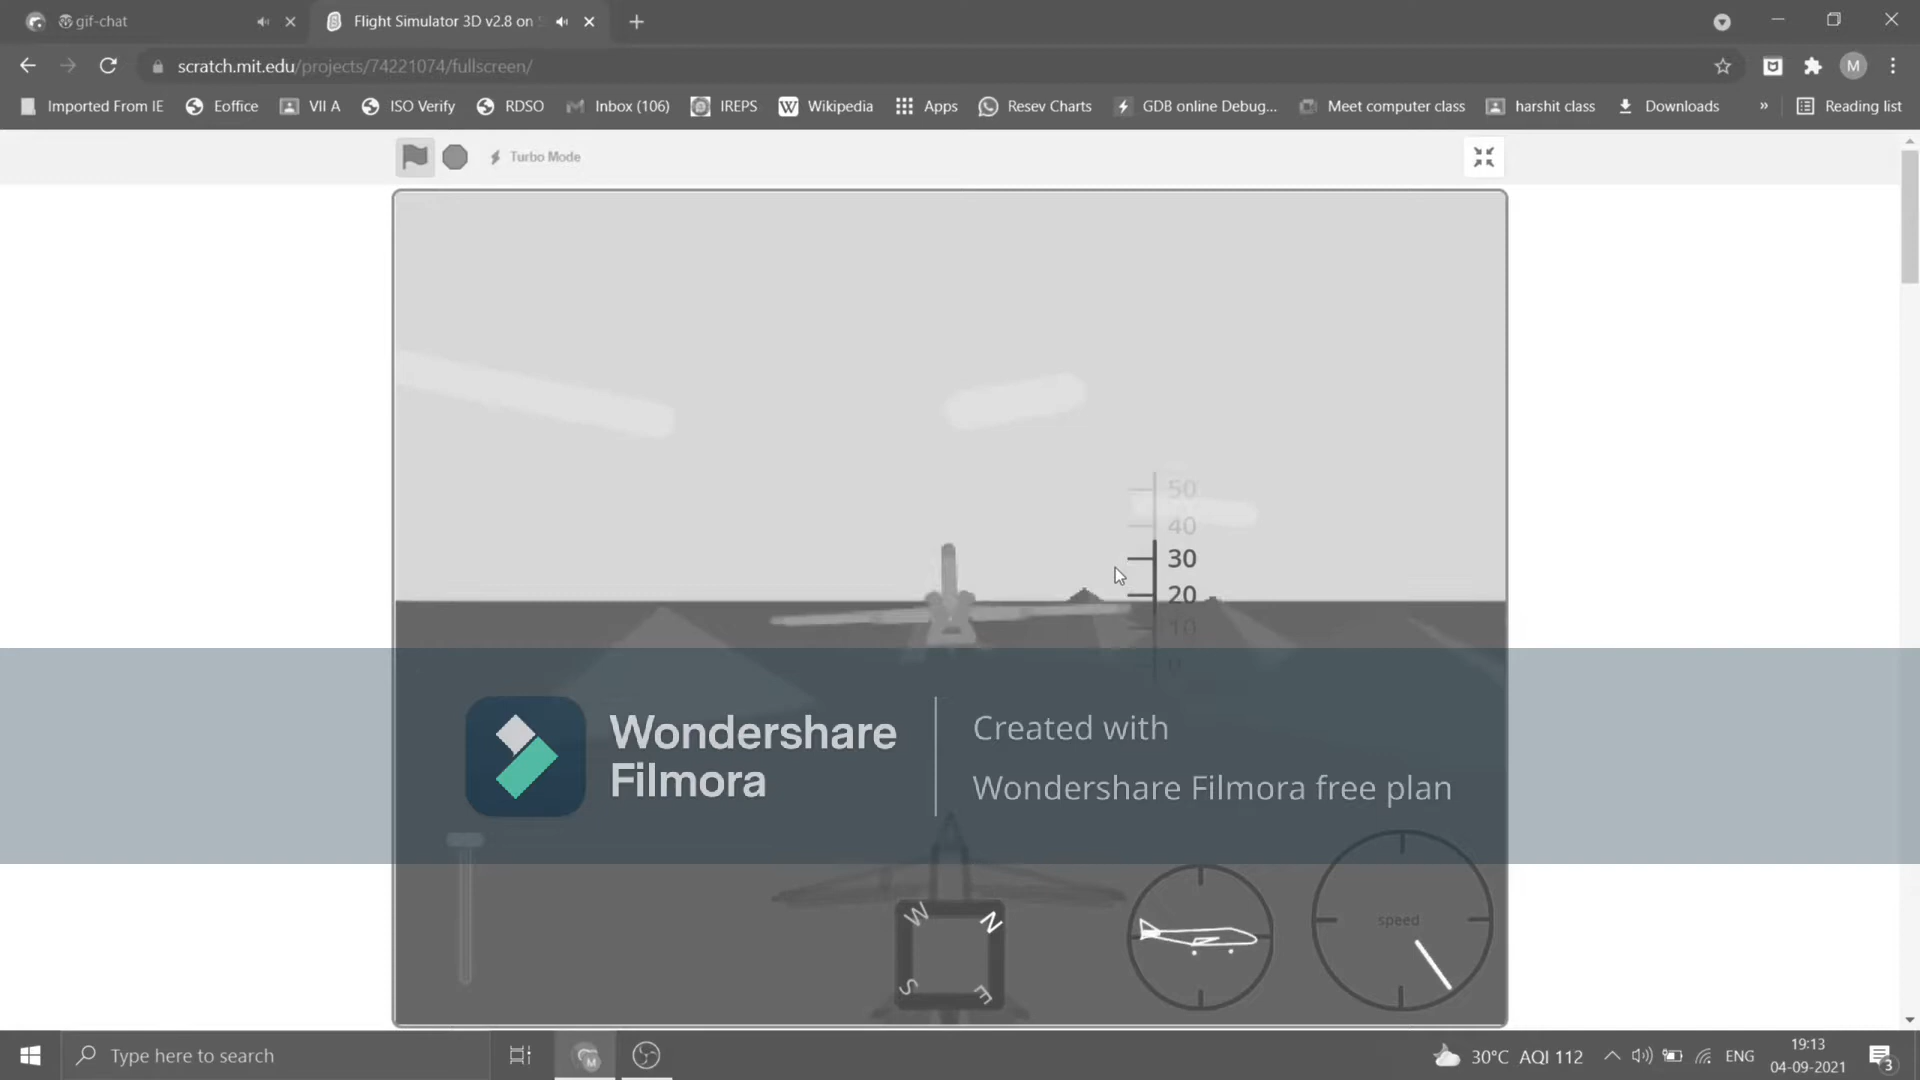 gif-chat
Flight Simulator 3D v2.8 on
scratch.mit.edu/projects/74221074/fullscreen/
M
Imported From IE
Eoffice
VII A
ISO Verify
RDSO
Inbox (106)
IREPS
W Wikipedia
Apps
Resev Charts
GDB online Debug...
Meet computer class
harshit class
Downloads
»
Reading list
Turbo Mode
50
40
30
20
10
0
Wondershare
Filmora
Created with
Wondershare Filmora free plan
W
N
S
E
speed
Type here to search
M
30°C AQI 112
ENG
19:13
04-09-2021
3